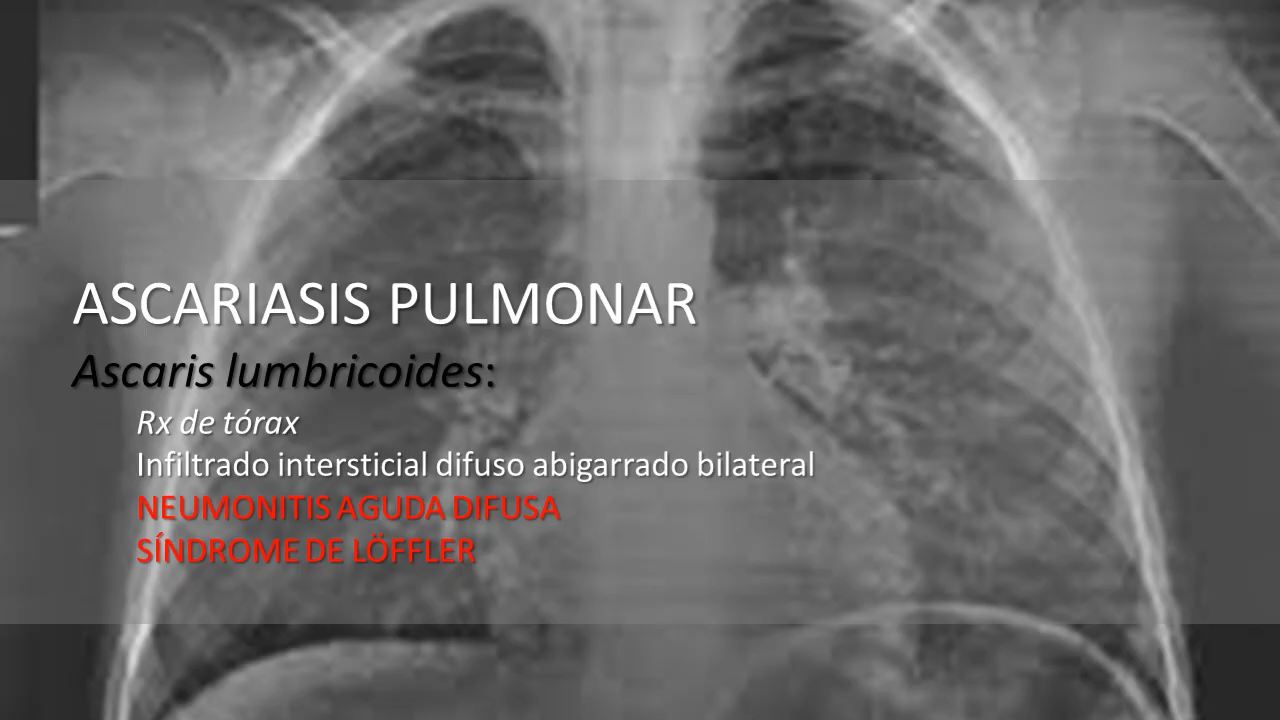 ASCARIASIS PULMONAR
Ascaris lumbricoides:
Rx de tórax
Infiltrado intersticial difuso abigarrado bilateral
NEUMONITIS AGUDA DIFUSA
SÍNDROME DE LÖFFLER